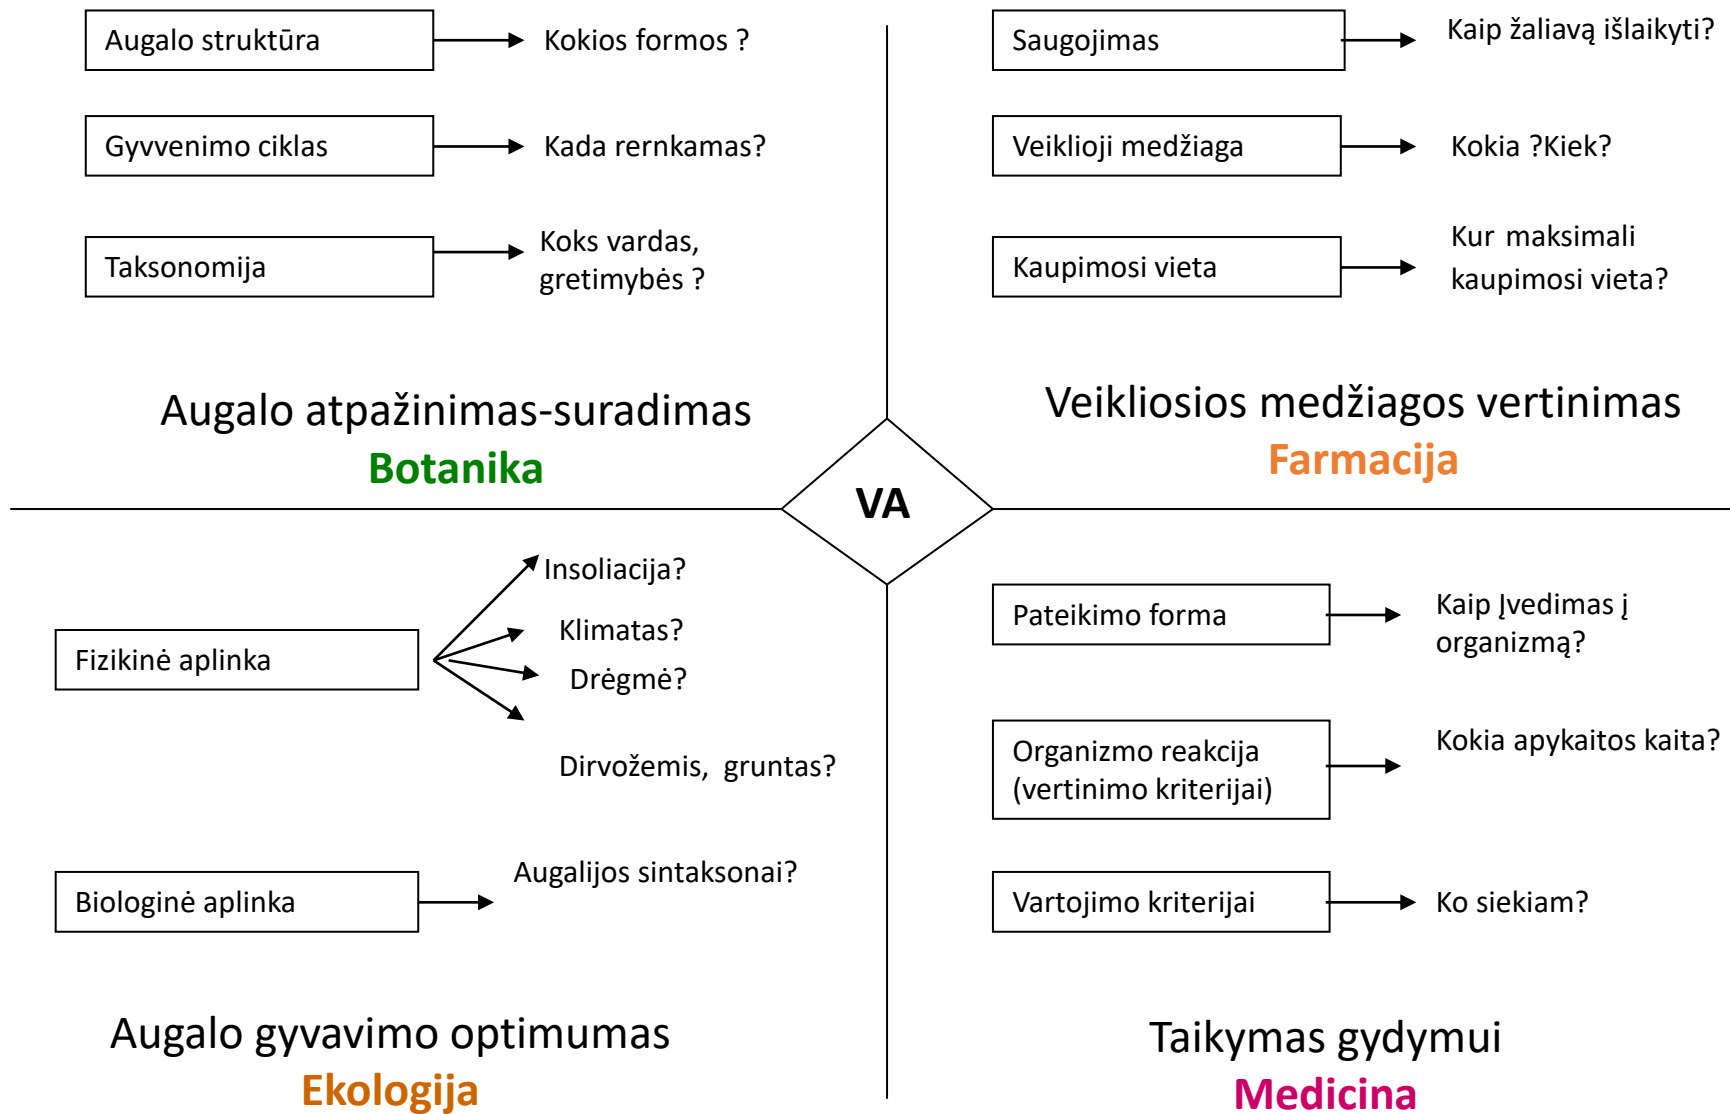 Augalo struktūra
Kokios formos ?
Gyvvenimo ciklas
Kada rernkamas?
Taksonomija
Koks vardas,
gretimybės ?
Augalo atpažinimas-suradimas
Botanika
Saugojimas
Kaip žaliavą išlaikyti?
Veiklioji medžiaga
Kokia ?Kiek?
Kaupimosi vieta
Kur maksimali
kaupimosi vieta?
Veikliosios medžiagos vertinimas
Farmacija
VA
Fizikinė aplinka
Insoliacija?
Klimatas?
Drėgmė?
Dirvožemis, gruntas?
Biologinė aplinka
Augalijos sintaksonai?
Augalo gyvavimo optimumas
Ekologija
Pateikimo forma
Kaip Įvedimas į
organizmą?
Organizmo reakcija
(vertinimo kriterijai)
Kokia apykaitos kaita?
Vartojimo kriterijai
Ko siekiam?
Taikymas gydymui
Medicina